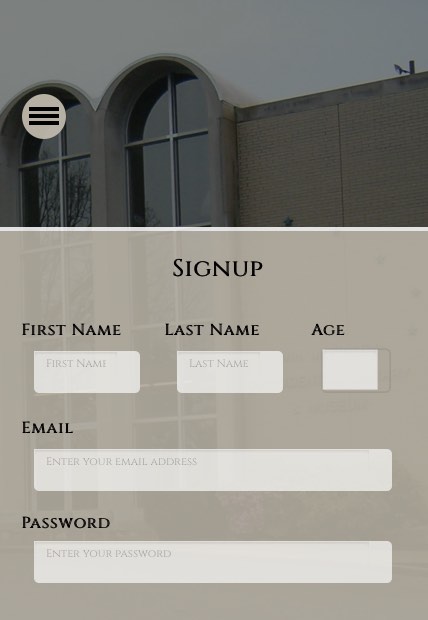 Signup
First Name Last Name Age
First Name Last Name
Email
Enter your email address
Password
Enter your password